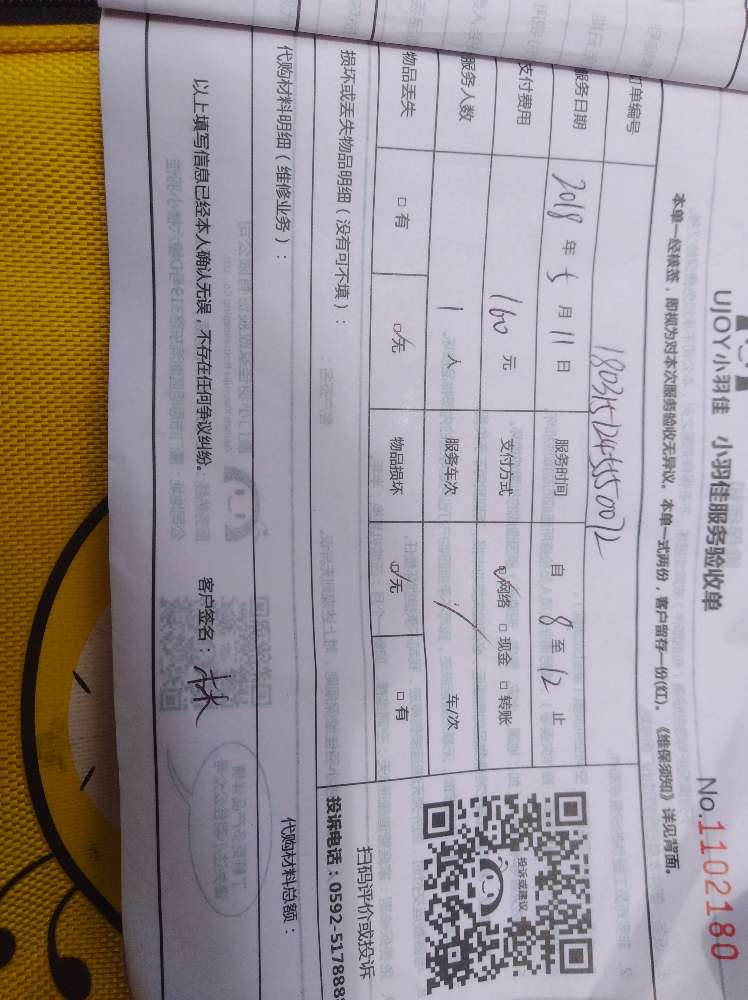 UJOY小羽佳 小羽佳服务验收单 No.1102180
本单一经核签，即视为对本次服务验收无异议。本单一式两份，客户留存一份(红)。《维保须知》详见背面。
订单编号
服务日期 2018 年 5 月 11 日 服务时间 自 8 至 12 止
支付费用 160 元 支付方式 ☑网络 □现金 □转账
服务人数 1 人 服务车次 车/次
物品丢失 □有 ☑无 物品损坏 ☑无 □有
投诉或建议
扫码评价或投诉
投诉电话：0592-5178888
损坏或丢失物品明细（没有可不填）：
代购材料明细（维修业务）： 代购材料总额：
以上填写信息已经本人确认无误，不存在任何争议纠纷。 客户签名：林